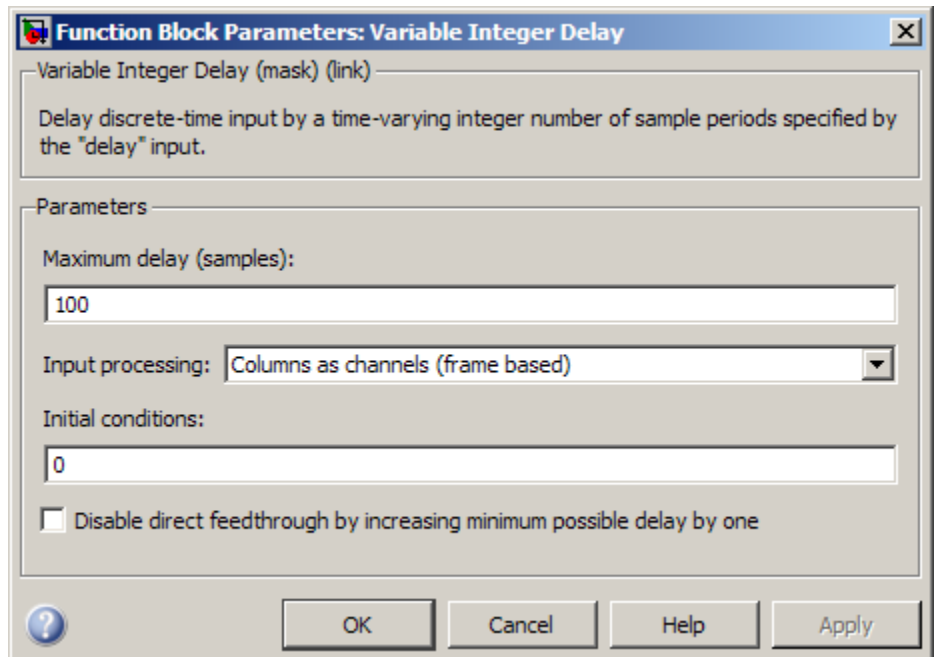 Function Block Parameters: Variable Integer Delay
Variable Integer Delay (mask) (link)
Delay discrete-time input by a time-varying integer number of sample periods specified by
the "delay" input.
Parameters
Maximum delay (samples):
100
Input processing: Columns as channels (frame based)
Initial conditions:
0
Disable direct feedthrough by increasing minimum possible delay by one
? OK Cancel Help Apply